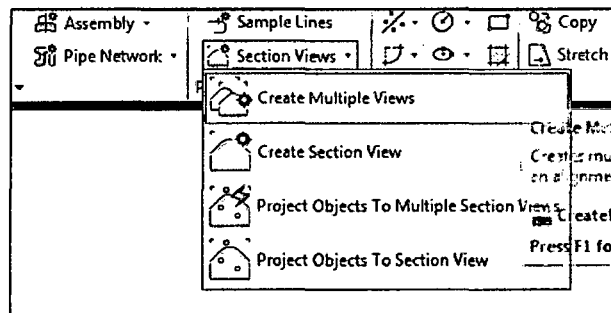 Assembly Sample Lines Copy
Pipe Network Section Views Stretch
Create Multiple Views
Create Section View
Project Objects To Multiple Section Views
Project Objects To Section View
Press F1 fo